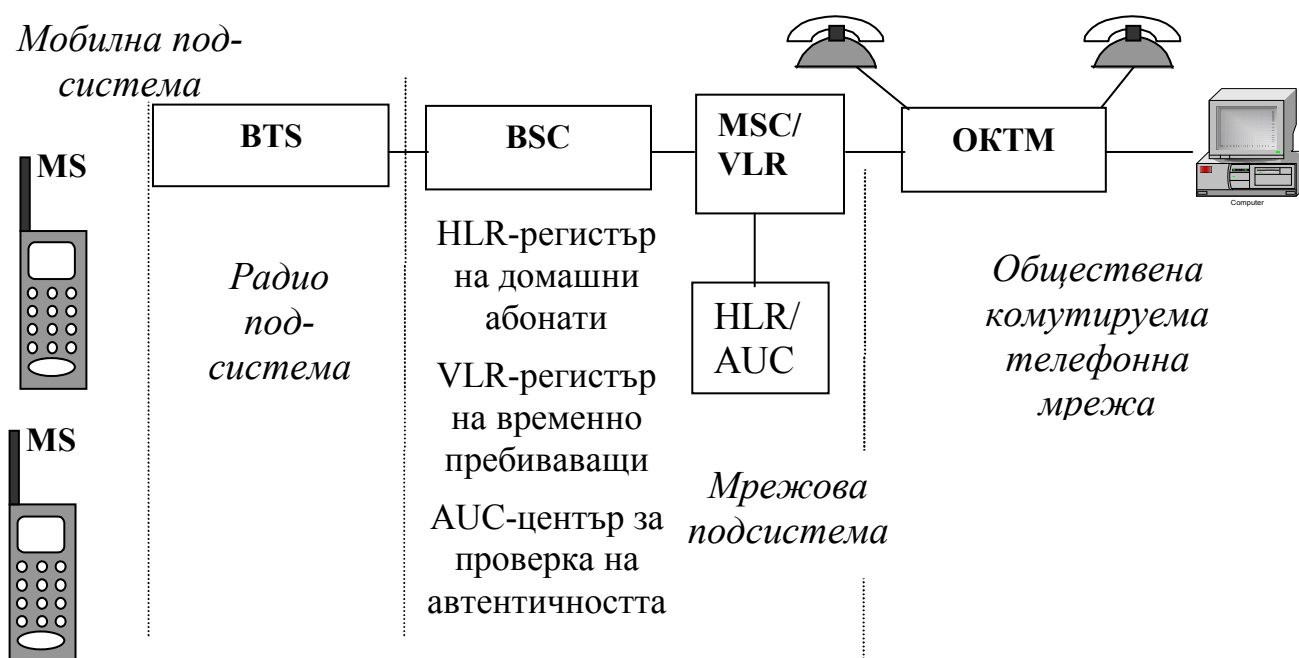 Мобилна под-
система
MS
MS
BTS
Радио
под-
система
BSC
HLR-регистър
на домашни
абонати
VLR-регистър
на временно
пребиваващи
AUC-център за
проверка на
автентичността
MSC/
VLR
HLR/
AUC
Мрежова
подсистема
ОКТМ
Computer
Обществена
комутируема
телефонна
мрежа